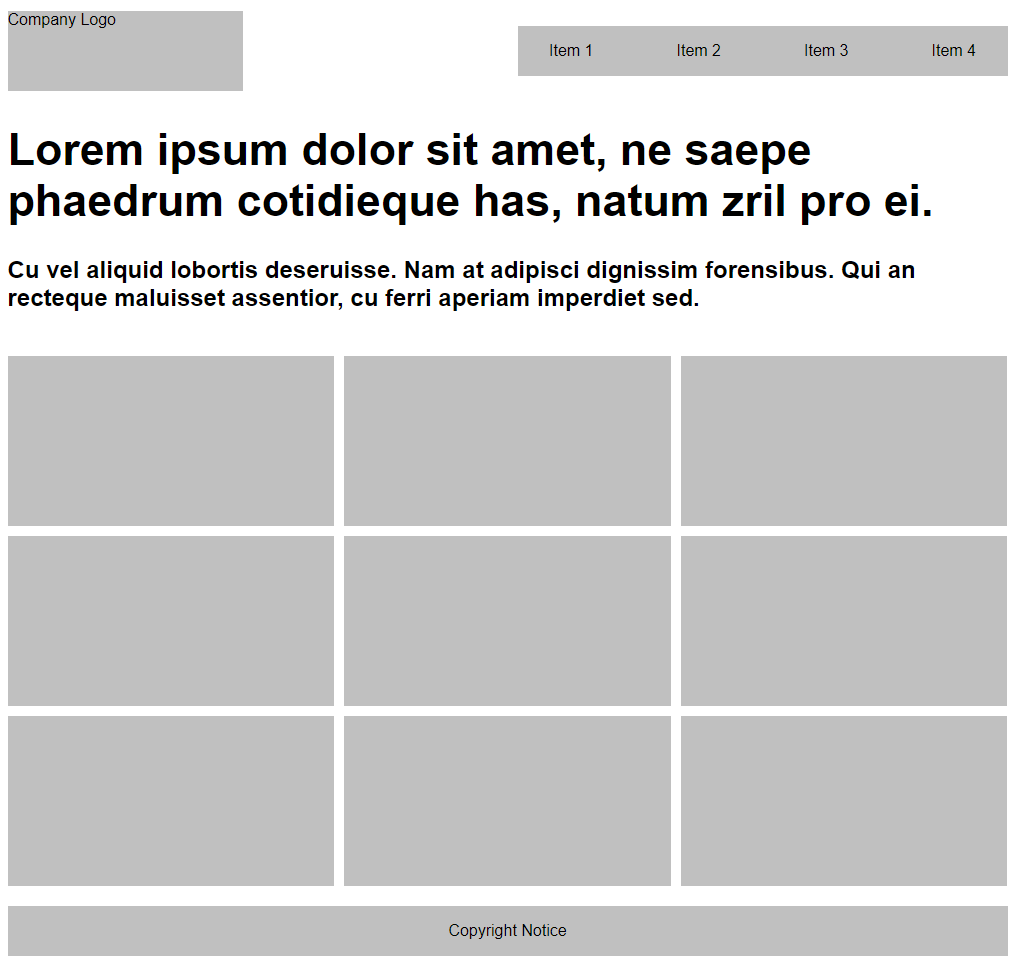 Company Logo
Item 1 Item 2 Item 3 Item 4
Lorem ipsum dolor sit amet, ne saepe
phaedrum cotidieque has, natum zril pro ei.
Cu vel aliquid lobortis deseruisse. Nam at adipisci dignissim forensibus. Qui an
recteque maluisset assentior, cu ferri aperiam imperdiet sed.
Copyright Notice